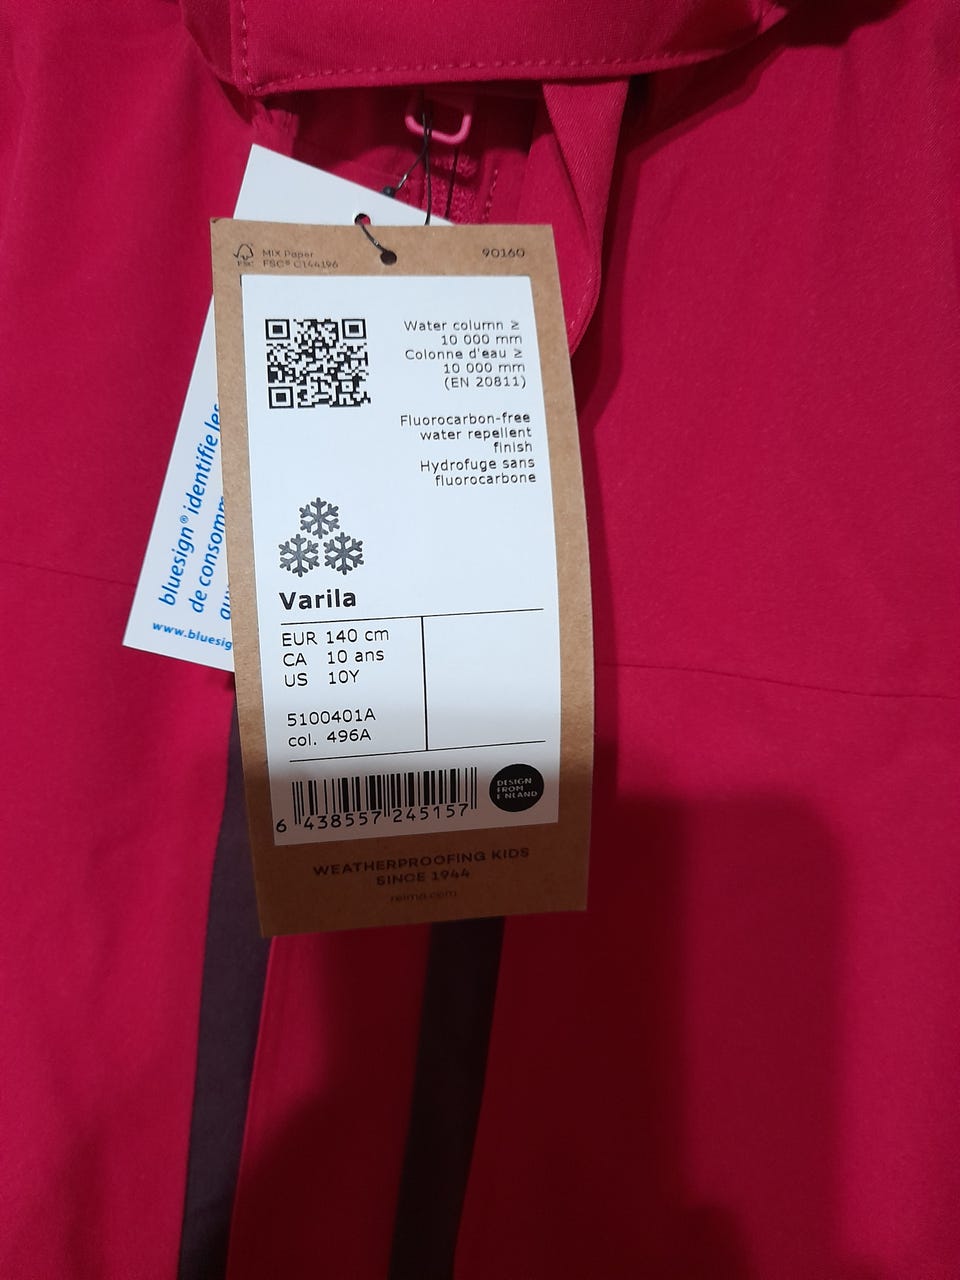 MIX Paper
FSC® C144196
FSC
90160
Water column ≥
10 000 mm
Colonne d'eau ≥
10 000 mm
(EN 20811)
Fluorocarbon-free
water repellent
finish
Hydrofuge sans
fluorocarbone
Varila
EUR 140 cm
CA 10 ans
US 10Y
5100401A
col. 496A
6 438557 245157
DESIGN
FROM
FINLAND
WEATHERPROOFING KIDS
SINCE 1944
reima.com
bluesign® identifie les
de consomm
www.bluesig